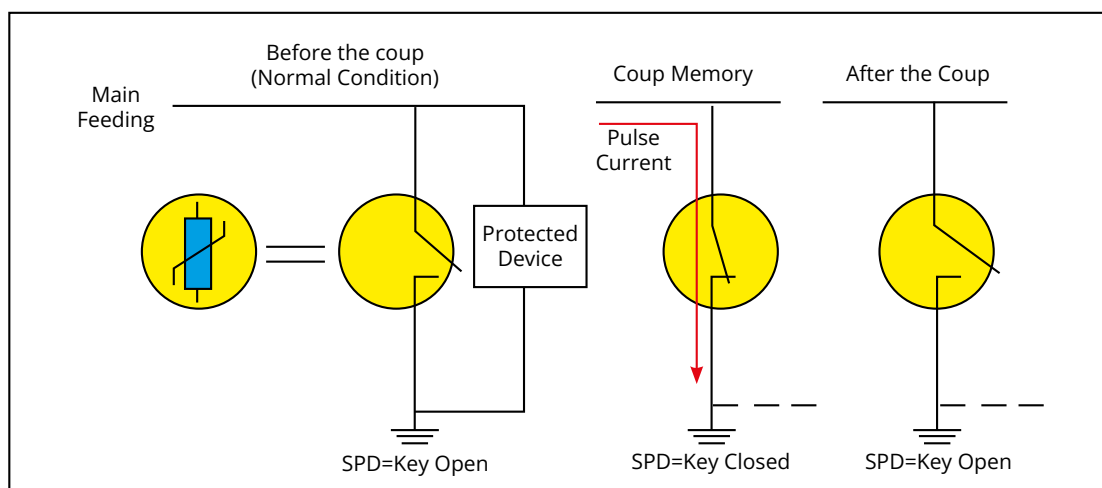 Before the coup
(Normal Condition)
Main
Feeding
Protected
Device
SPD=Key Open
Coup Memory
Pulse
Current
SPD=Key Closed
After the Coup
SPD=Key Open